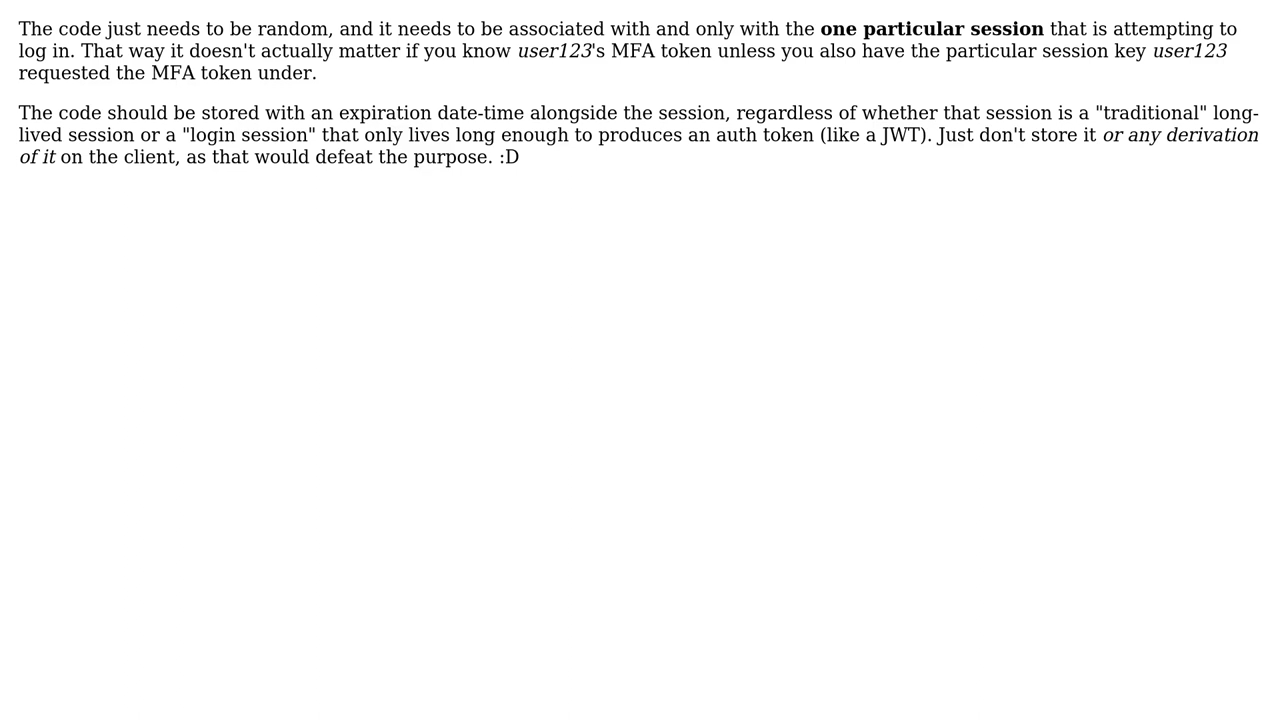 The code just needs to be random, and it needs to be associated with and only with the one particular session that is attempting to
log in. That way it doesn't actually matter if you know user123's MFA token unless you also have the particular session key user123
requested the MFA token under.
The code should be stored with an expiration date-time alongside the session, regardless of whether that session is a "traditional" long-
lived session or a "login session" that only lives long enough to produces an auth token (like a JWT). Just don't store it or any derivation
of it on the client, as that would defeat the purpose. :D